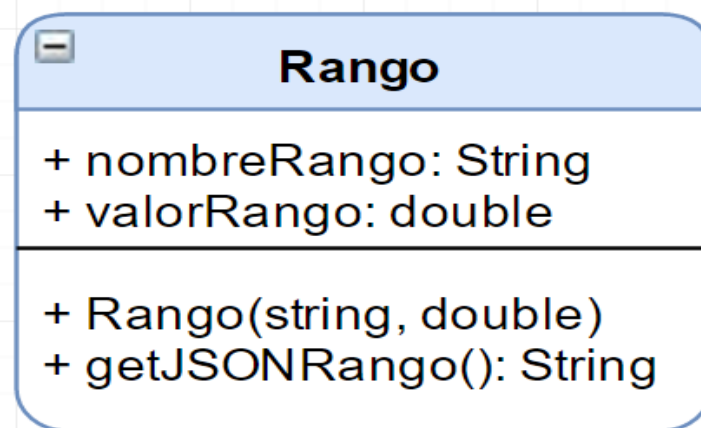 Rango
+ nombreRango: String
+ valorRango: double
+ Rango(string, double)
+ getJSONRango(): String